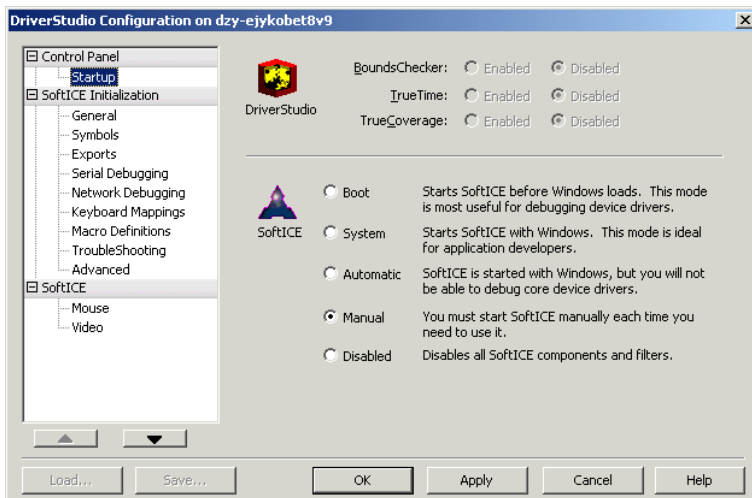 DriverStudio Configuration on dzy-ejykobet8v9
Control Panel
Startup
SoftICE Initialization
General
Symbols
Exports
Serial Debugging
Network Debugging
Keyboard Mappings
Macro Definitions
TroubleShooting
Advanced
SoftICE
Mouse
Video
DriverStudio
BoundsChecker: Enabled Disabled
TrueTime: Enabled Disabled
TrueCoverage: Enabled Disabled
SoftICE
Boot Starts SoftICE before Windows loads. This mode
is most useful for debugging device drivers.
System Starts SoftICE with Windows. This mode is ideal
for application developers.
Automatic SoftICE is started with Windows, but you will not
be able to debug core device drivers.
Manual You must start SoftICE manually each time you
need to use it.
Disabled Disables all SoftICE components and filters.
Load... Save... OK Apply Cancel Help